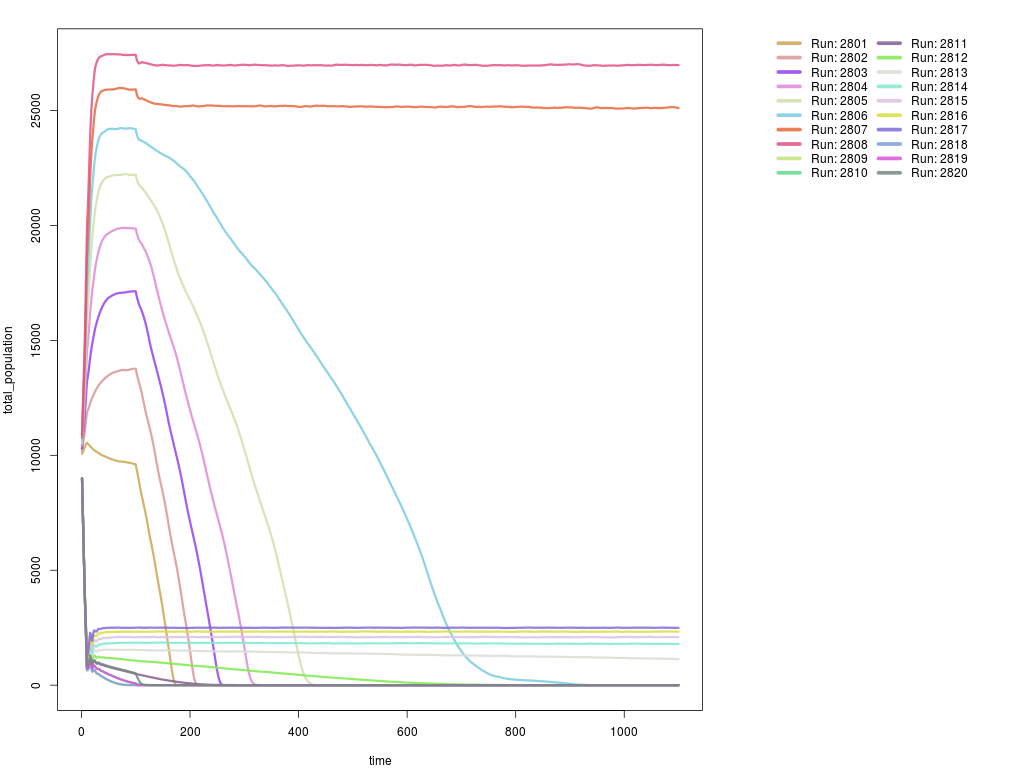 total_population
25000
20000
15000
10000
5000
0
0 200 400 600 800 1000
time
Run: 2801 Run: 2811
Run: 2802 Run: 2812
Run: 2803 Run: 2813
Run: 2804 Run: 2814
Run: 2805 Run: 2815
Run: 2806 Run: 2816
Run: 2807 Run: 2817
Run: 2808 Run: 2818
Run: 2809 Run: 2819
Run: 2810 Run: 2820